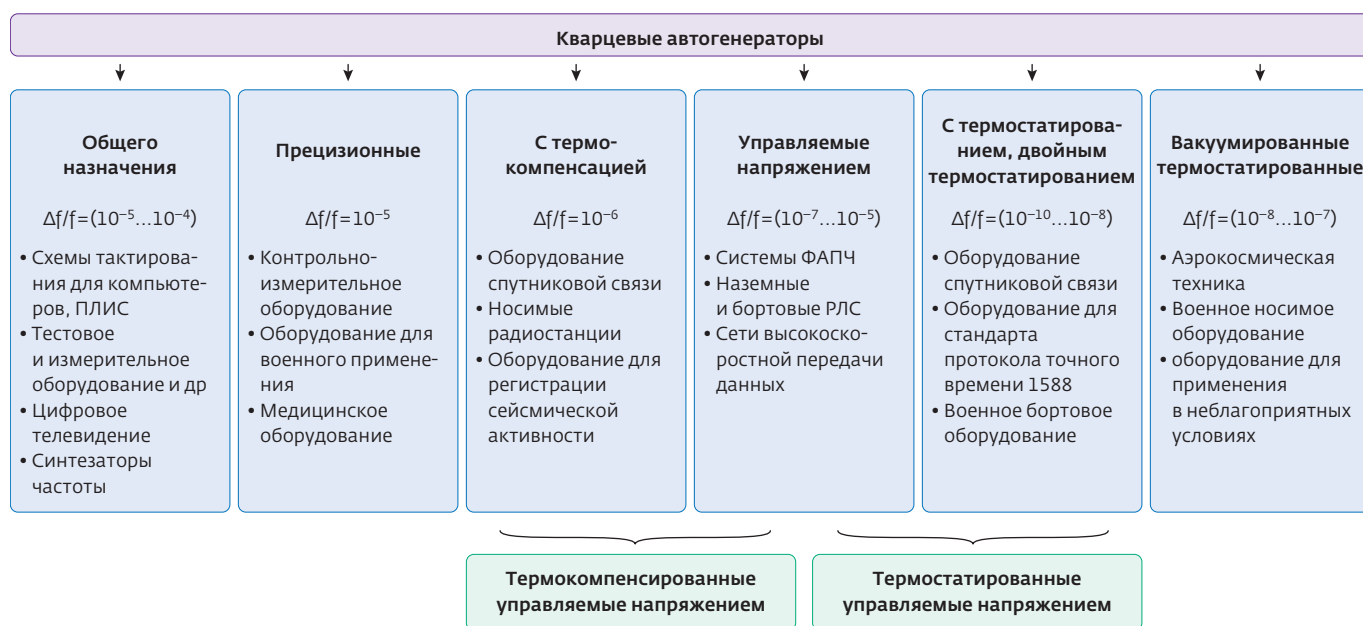 Кварцевые автогенераторы
Общего
назначения
Δf/f=(10⁻⁵...10⁻⁴)
• Схемы тактирова-
ния для компьюте-
ров, ПЛИС
• Тестовое
и измерительное
оборудование и др
• Цифровое
телевидение
• Синтезаторы
частоты
Прецизионные
Δf/f=10⁻⁵
• Контрольно-
измерительное
оборудование
• Оборудование для
военного примене-
ния
• Медицинское
оборудование
С термо-
компенсацией
Δf/f=10⁻⁶
• Оборудование
спутниковой связи
• Носимые
радиостанции
• Оборудование для
регистрации
сейсмической
активности
Управляемые
напряжением
Δf/f=(10⁻⁷...10⁻⁵)
• Системы ФАПЧ
• Наземные
и бортовые РЛС
• Сети высокоско-
ростной передачи
данных
С термостатирова-
нием, двойным
термостатированием
Δf/f=(10⁻¹⁰...10⁻⁸)
• Оборудование
спутниковой связи
• Оборудование для
стандарта
протокола точного
времени 1588
• Военное бортовое
оборудование
Вакуумированные
термостатированные
Δf/f=(10⁻⁸...10⁻⁷)
• Аэрокосмическая
техника
• Военное носимое
оборудование
• оборудование для
применения
в неблагоприятных
условиях
Термокомпенсированные
управляемые напряжением
Термостатированные
управляемые напряжением